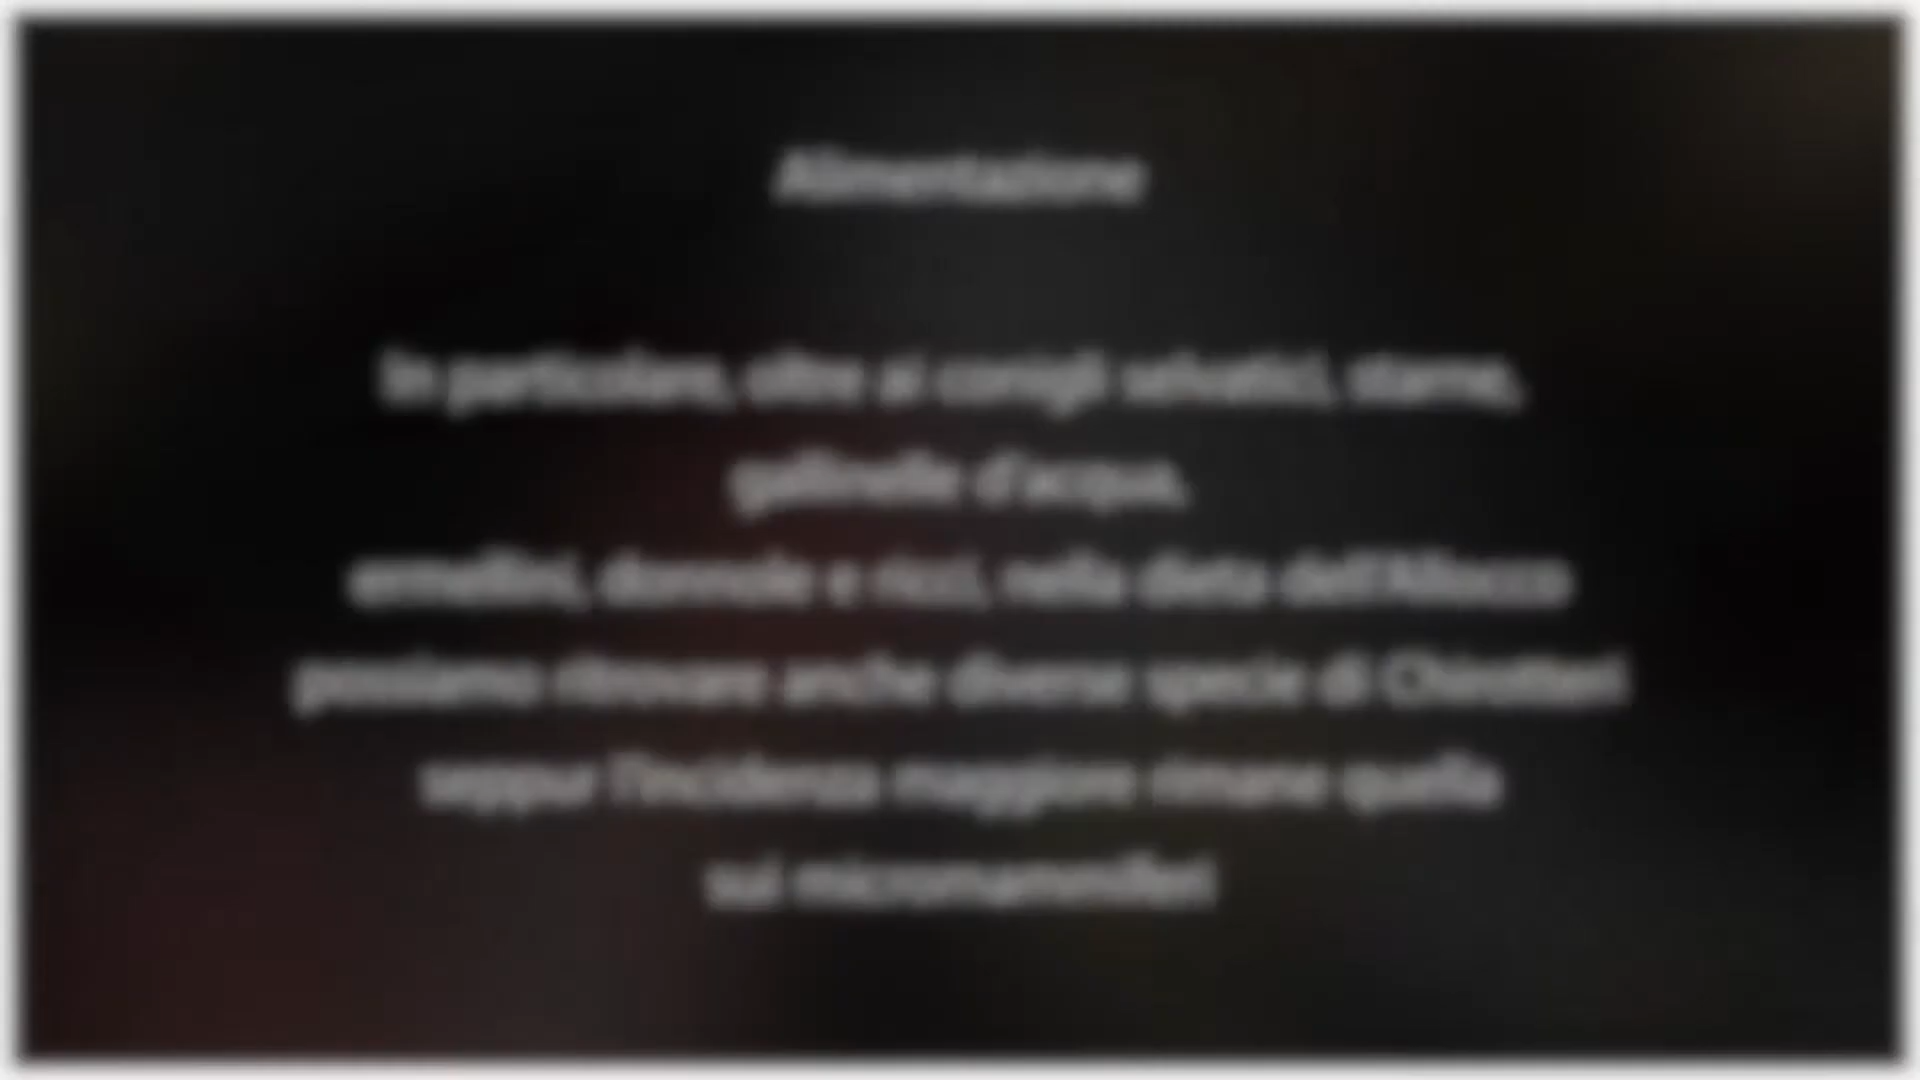 Alimentazione
In particolare, oltre ai conigli selvatici, starne,
gallinelle d'acqua,
ermellini, donnole e ricci, nella dieta dell'Allocco
possiamo ritrovare anche diverse specie di Chirotteri
seppur l'incidenza maggiore rimane quella
sui micromammiferi